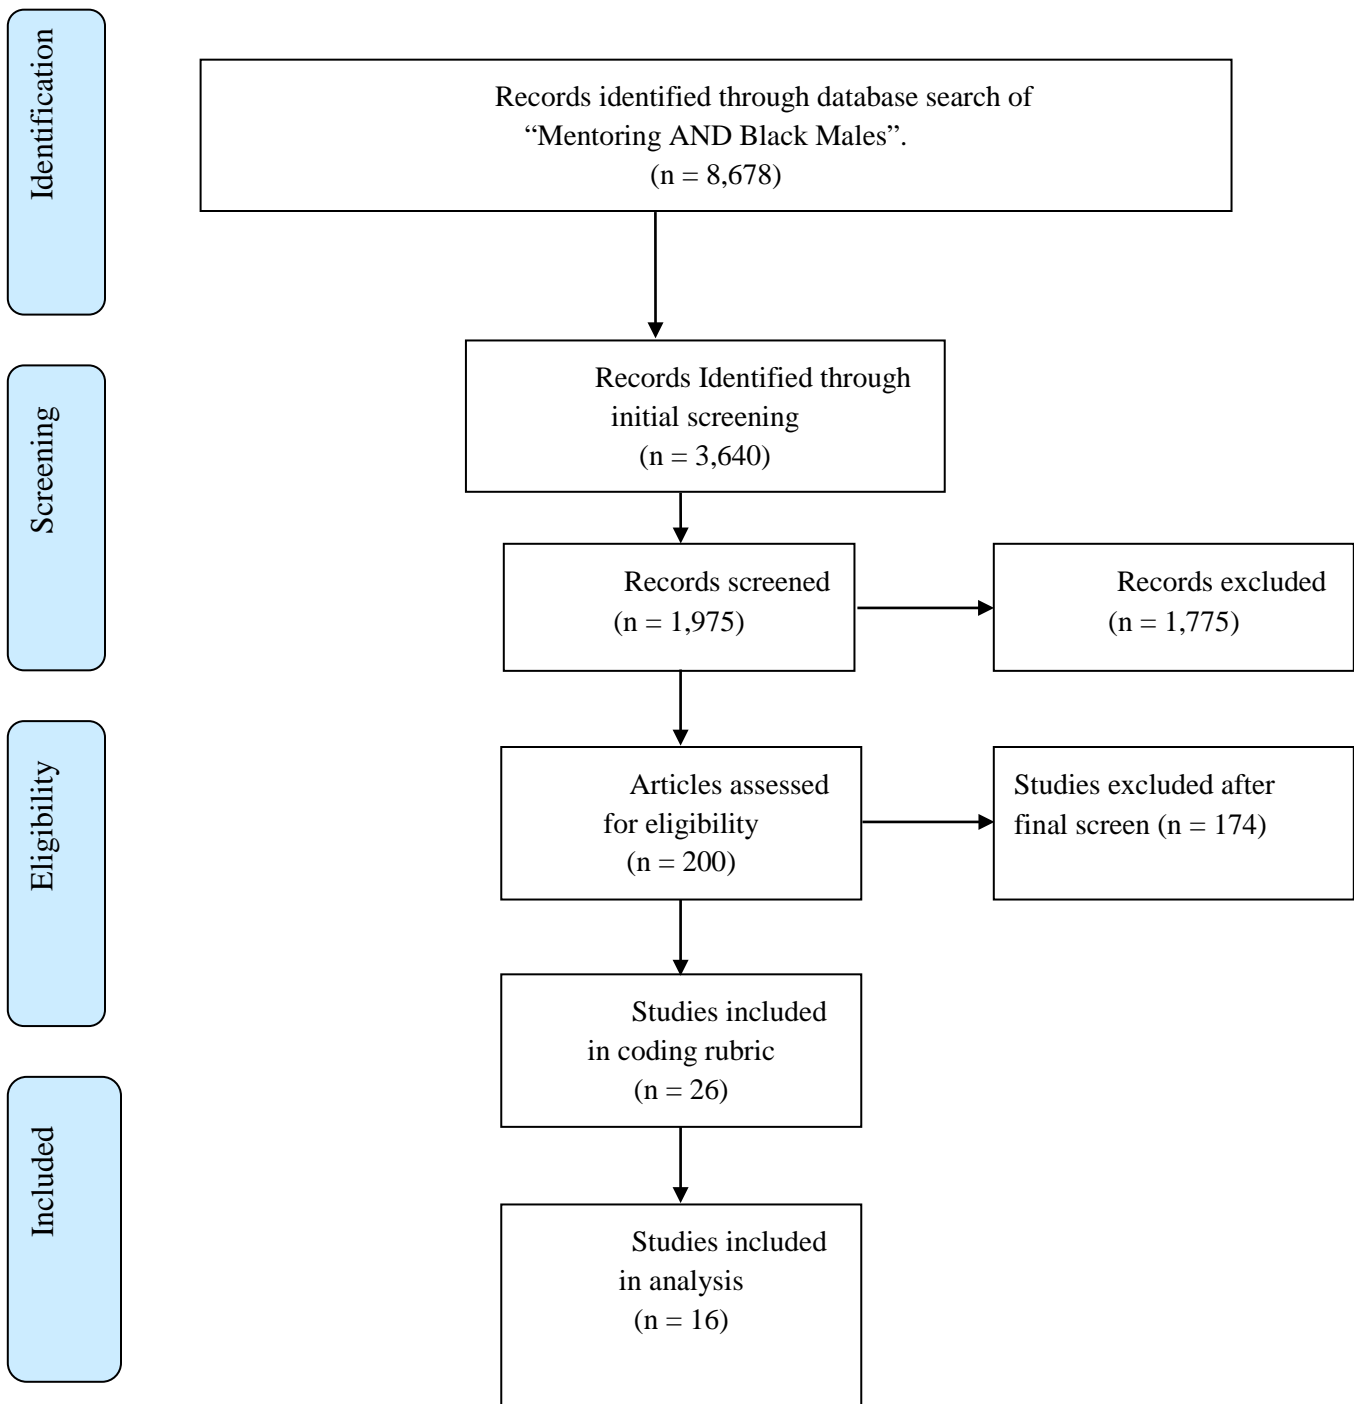 Identification
Records identified through database search of
“Mentoring AND Black Males”.
(n = 8,678)
Screening
Records Identified through
initial screening
(n = 3,640)
Records screened
(n = 1,975)
Records excluded
(n = 1,775)
Eligibility
Articles assessed
for eligibility
(n = 200)
Studies excluded after
final screen (n = 174)
Studies included
in coding rubric
(n = 26)
Included
Studies included
in analysis
(n = 16)